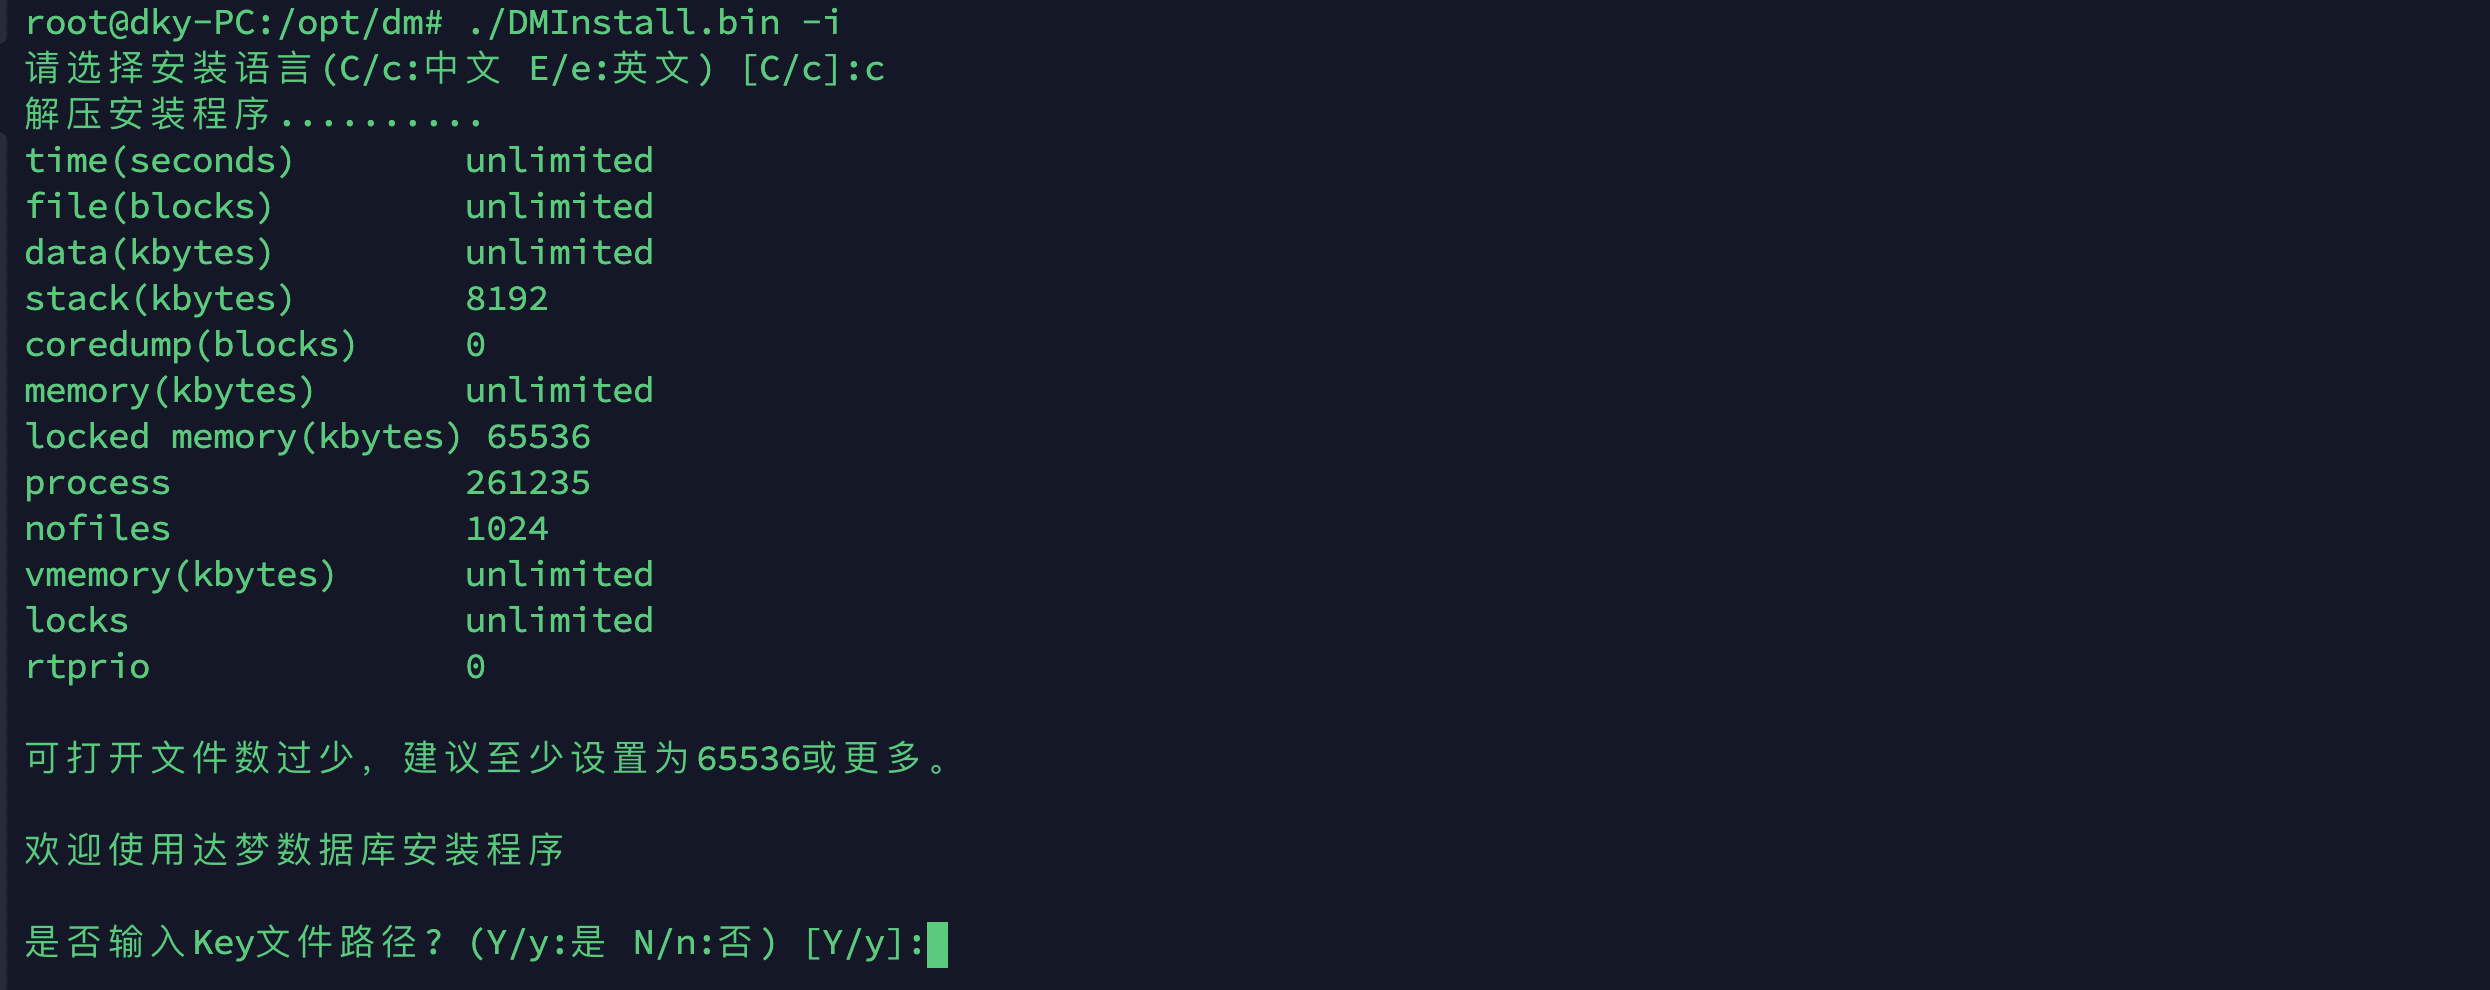 root@dky-PC:/opt/dm# ./DMInstall.bin -i
请选择安装语言(C/c:中文 E/e:英文) [C/c]:c
解压安装程序..........
time(seconds)        unlimited
file(blocks)         unlimited
data(kbytes)         unlimited
stack(kbytes)        8192
coredump(blocks)     0
memory(kbytes)       unlimited
locked memory(kbytes) 65536
process              261235
nofiles              1024
vmemory(kbytes)      unlimited
locks                unlimited
rtprio               0
可打开文件数过少, 建议至少设置为65536或更多。
欢迎使用达梦数据库安装程序
是否输入Key文件路径? (Y/y:是 N/n:否) [Y/y]: